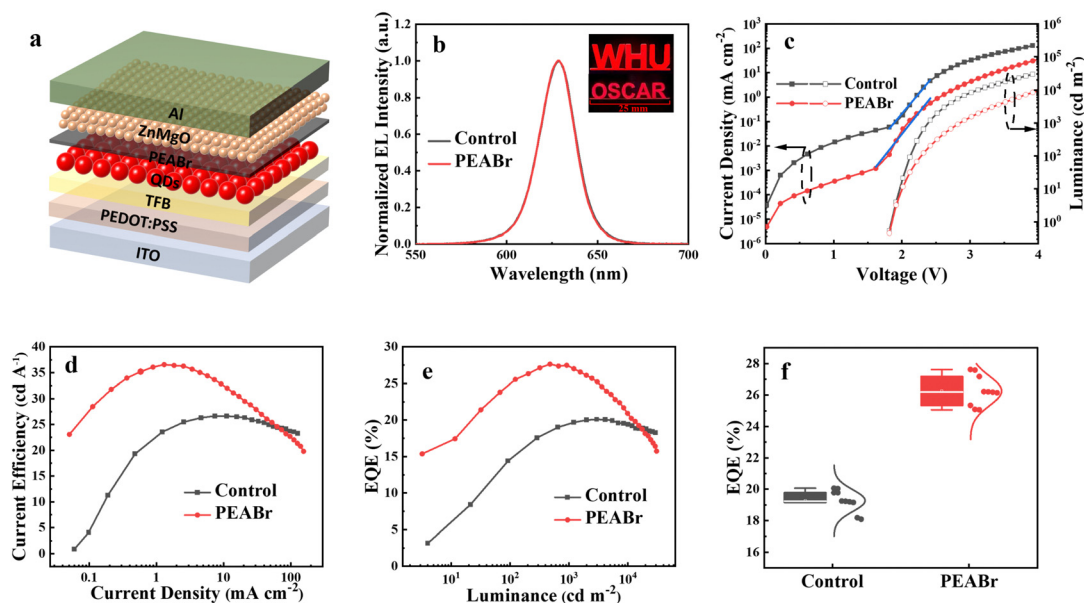 a
Al
ZnMgO
PEABr
QDs
TFB
PEDOT:PSS
ITO
b
Normalized EL Intensity (a.u.)
1.0
0.8
0.6
0.4
0.2
0.0
Control
PEABr
WHU
OSCAR
25 mm
550 600 650 700
Wavelength (nm)
c
Current Density (mA cm⁻²)
10³
10²
10¹
10⁰
10⁻¹
10⁻²
10⁻³
10⁻⁴
10⁻⁵
10⁻⁶
Control
PEABr
10⁶
10⁵
10⁴
10³
10²
10¹
10⁰
Luminance (cd m⁻²)
0 1 2 3 4
Voltage (V)
d
Current Efficiency (cd A⁻¹)
40
35
30
25
20
15
10
5
0
Control
PEABr
0.1 1 10 100
Current Density (mA cm⁻²)
e
EQE (%)
30
25
20
15
10
5
0
Control
PEABr
10¹ 10² 10³ 10⁴
Luminance (cd m⁻²)
f
EQE (%)
28
26
24
22
20
18
16
Control PEABr